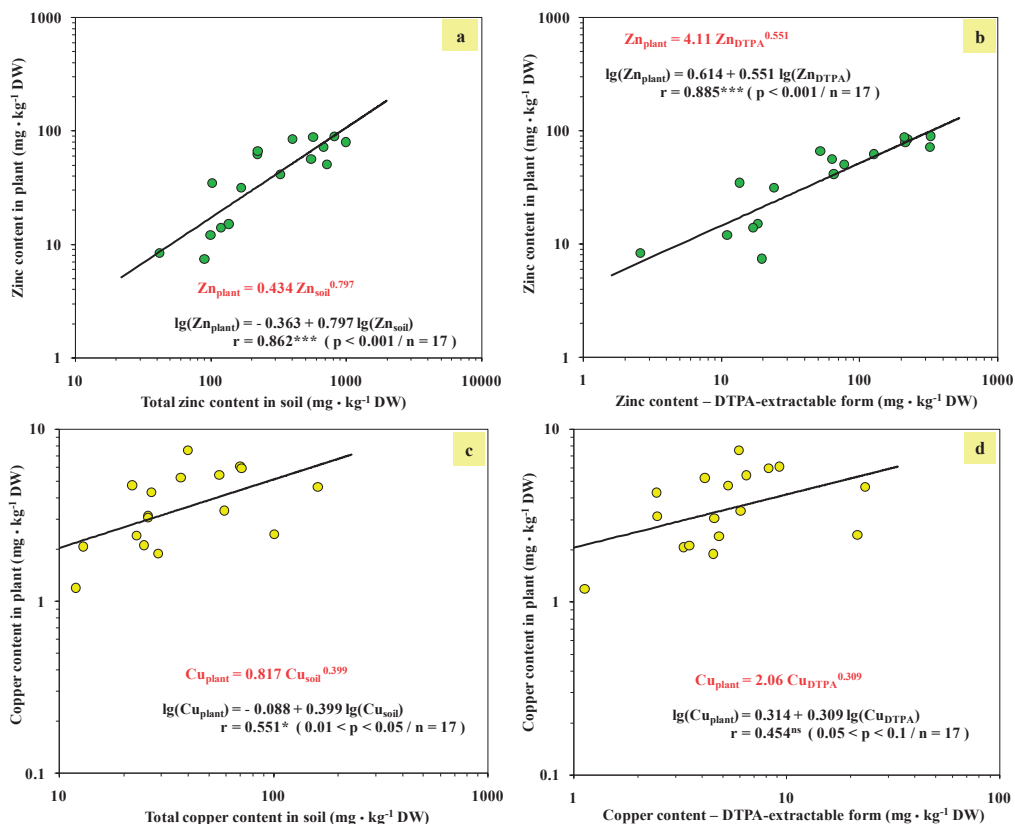 a
Zinc content in plant (mg • kg⁻¹ DW)
1000
100
10
1
Zn_plant = 0.434 Zn_soil^0.797
lg(Zn_plant) = - 0.363 + 0.797 lg(Zn_soil)
r = 0.862*** ( p < 0.001 / n = 17 )
10 100 1000 10000
Total zinc content in soil (mg • kg⁻¹ DW)
b
Zinc content in plant (mg • kg⁻¹ DW)
1000
100
10
1
Zn_plant = 4.11 Zn_DTPA^0.551
lg(Zn_plant) = 0.614 + 0.551 lg(Zn_DTPA)
r = 0.885*** ( p < 0.001 / n = 17 )
1 10 100 1000
Zinc content – DTPA-extractable form (mg • kg⁻¹ DW)
c
Copper content in plant (mg • kg⁻¹ DW)
10
1
0.1
Cu_plant = 0.817 Cu_soil^0.399
lg(Cu_plant) = - 0.088 + 0.399 lg(Cu_soil)
r = 0.551* ( 0.01 < p < 0.05 / n = 17 )
10 100 1000
Total copper content in soil (mg • kg⁻¹ DW)
d
Copper content in plant (mg • kg⁻¹ DW)
10
1
0.1
Cu_plant = 2.06 Cu_DTPA^0.309
lg(Cu_plant) = 0.314 + 0.309 lg(Cu_DTPA)
r = 0.454^ns ( 0.05 < p < 0.1 / n = 17 )
1 10 100
Copper content – DTPA-extractable form (mg • kg⁻¹ DW)